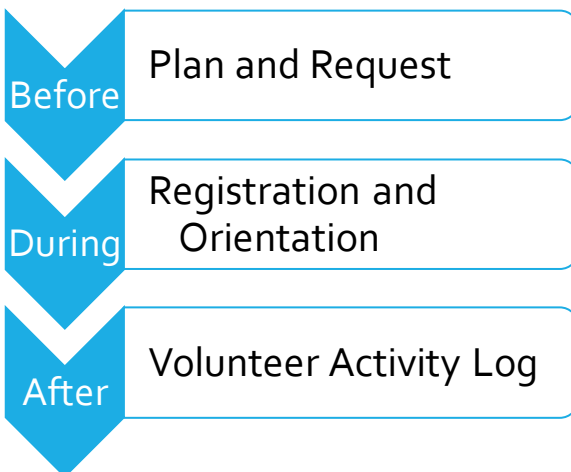 Before
Plan and Request
During
Registration and
Orientation
After
Volunteer Activity Log